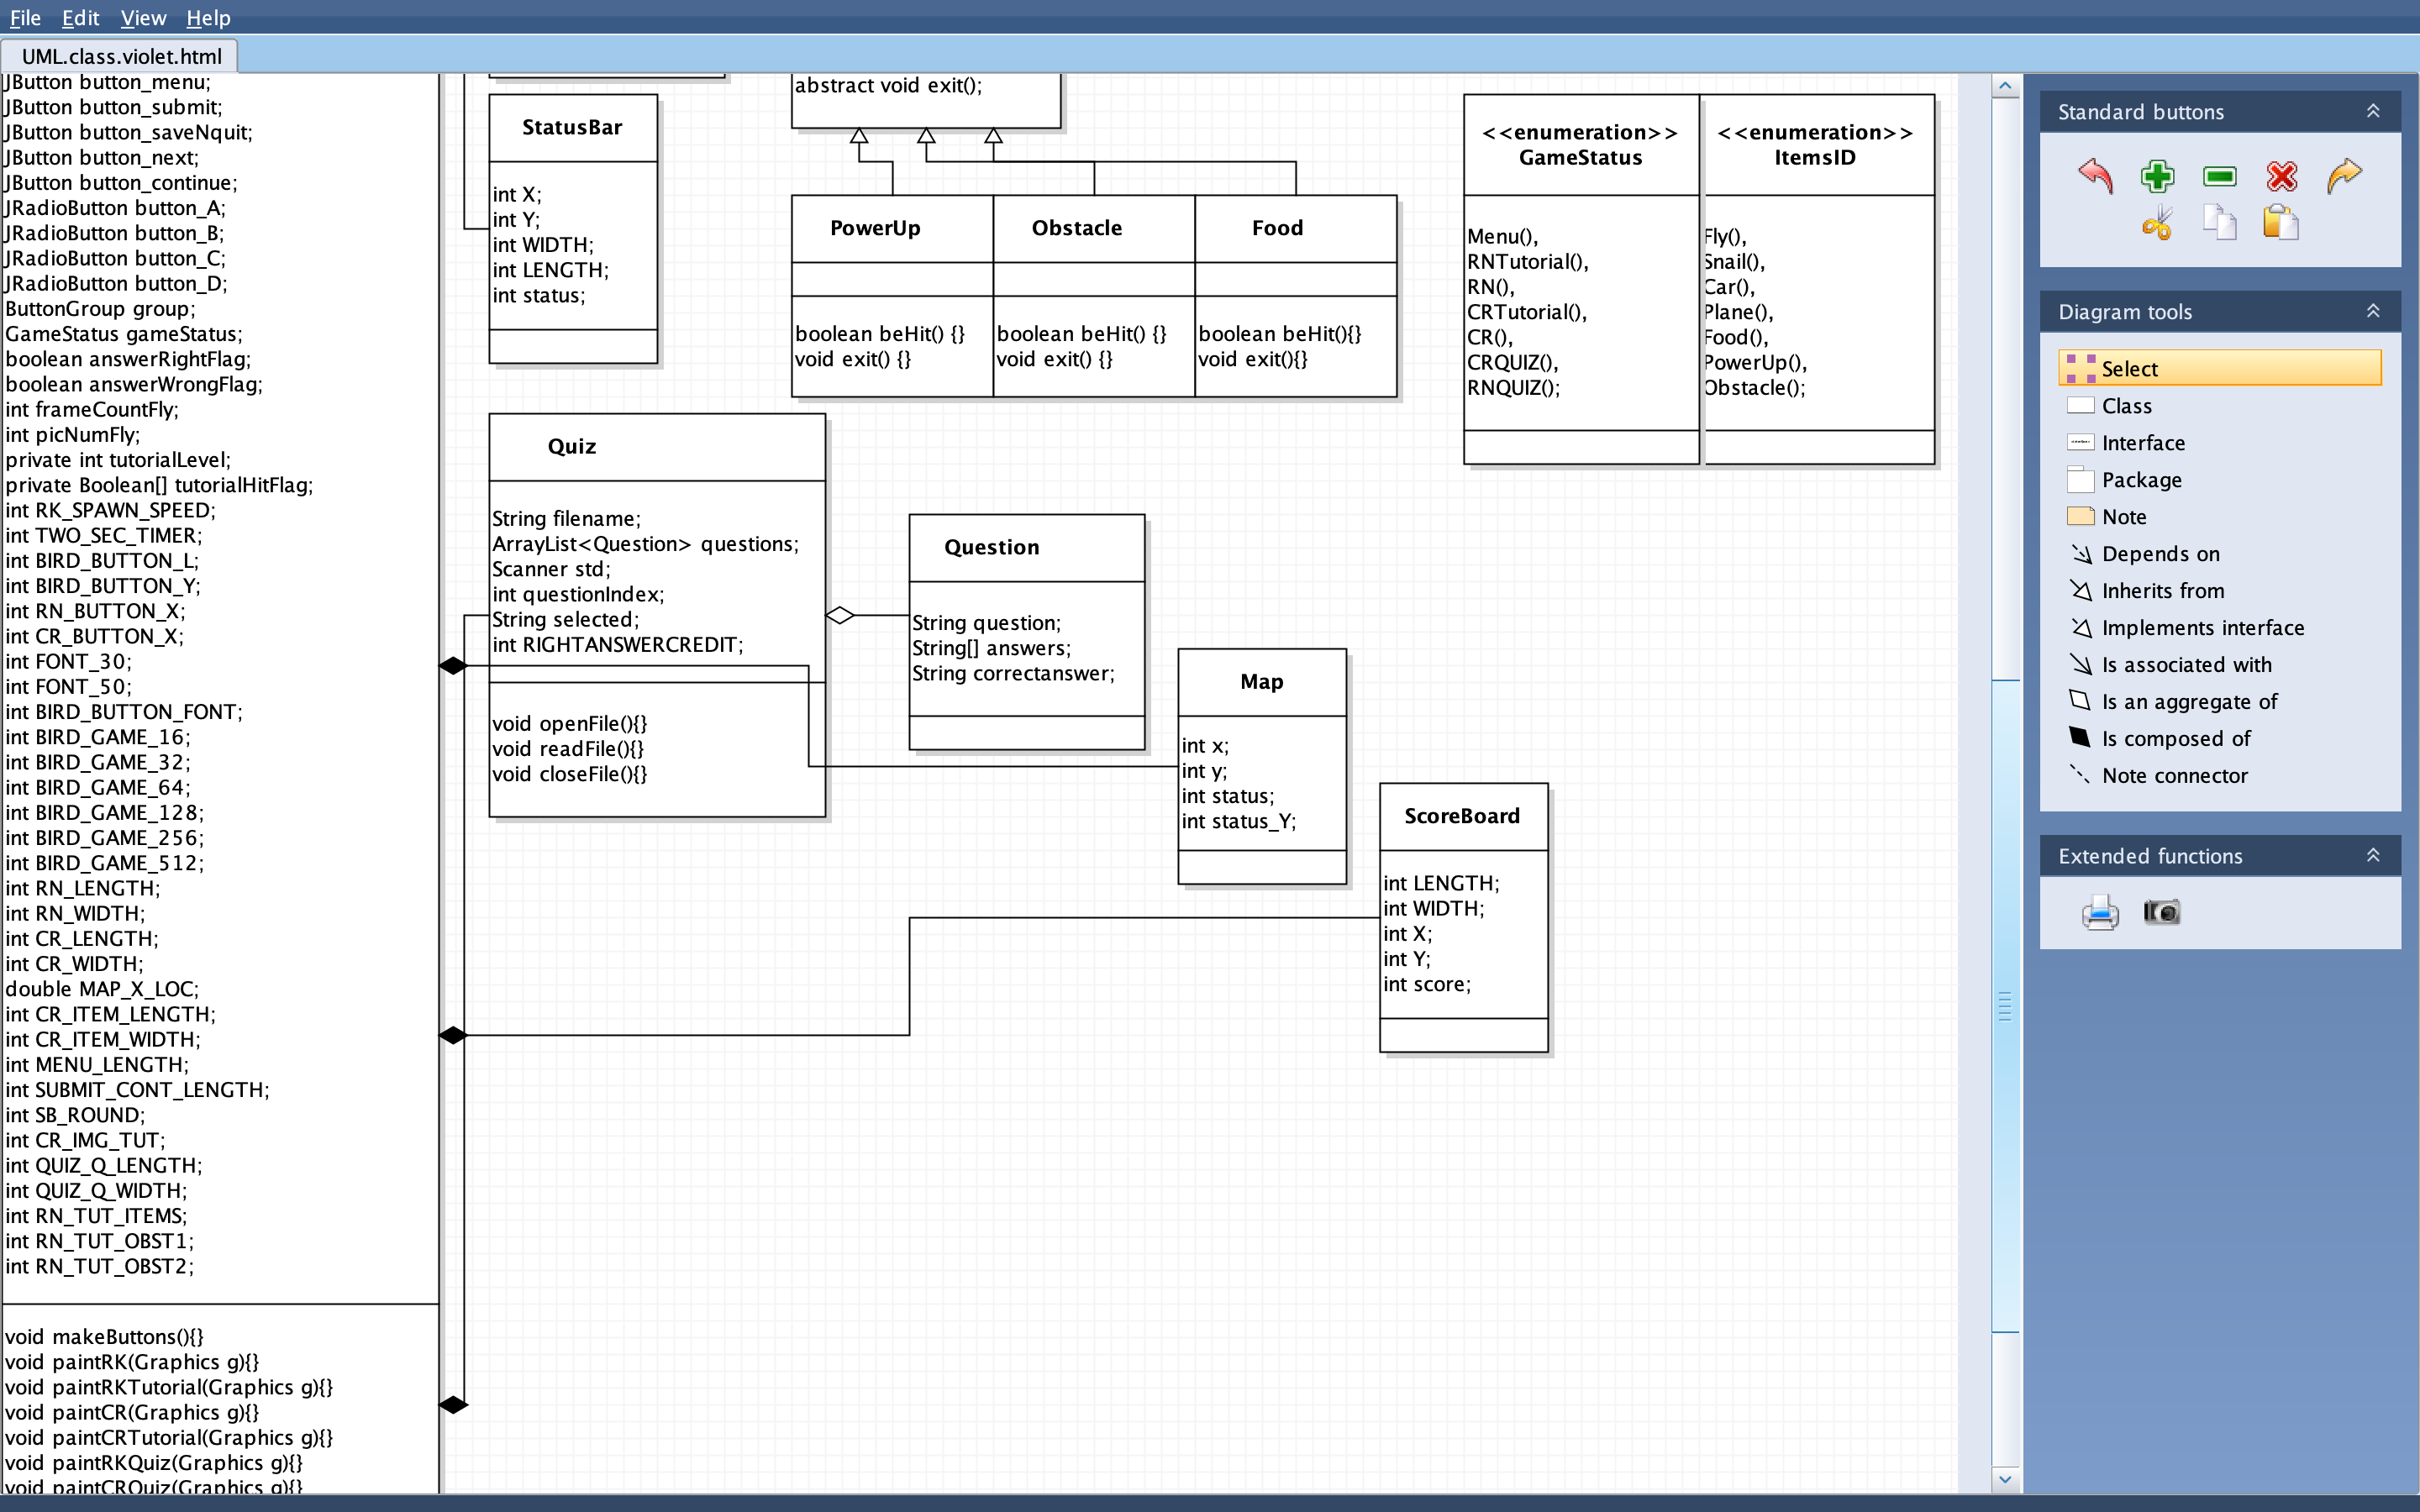 File Edit View Help
UML.class.violet.html
JButton button_menu;
JButton button_submit;
JButton button_saveNquit;
JButton button_next;
JButton button_continue;
JRadioButton button_A;
JRadioButton button_B;
JRadioButton button_C;
JRadioButton button_D;
ButtonGroup group;
GameStatus gameStatus;
boolean answerRightFlag;
boolean answerWrongFlag;
int frameCountFly;
int picNumFly;
private int tutorialLevel;
private Boolean[] tutorialHitFlag;
int RK_SPAWN_SPEED;
int TWO_SEC_TIMER;
int BIRD_BUTTON_L;
int BIRD_BUTTON_Y;
int RN_BUTTON_X;
int CR_BUTTON_X;
int FONT_30;
int FONT_50;
int BIRD_BUTTON_FONT;
int BIRD_GAME_16;
int BIRD_GAME_32;
int BIRD_GAME_64;
int BIRD_GAME_128;
int BIRD_GAME_256;
int BIRD_GAME_512;
int RN_LENGTH;
int RN_WIDTH;
int CR_LENGTH;
int CR_WIDTH;
double MAP_X_LOC;
int CR_ITEM_LENGTH;
int CR_ITEM_WIDTH;
int MENU_LENGTH;
int SUBMIT_CONT_LENGTH;
int SB_ROUND;
int CR_IMG_TUT;
int QUIZ_Q_LENGTH;
int QUIZ_Q_WIDTH;
int RN_TUT_ITEMS;
int RN_TUT_OBST1;
int RN_TUT_OBST2;
void makeButtons(){}
void paintRK(Graphics g){}
void paintRKTutorial(Graphics g){}
void paintCR(Graphics g){}
void paintCRTutorial(Graphics g){}
void paintRKQuiz(Graphics g){}
void paintCRQuiz(Graphics g){}
StatusBar
int X;
int Y;
int WIDTH;
int LENGTH;
int status;
abstract void exit();
PowerUp
boolean beHit() {}
void exit() {}
Obstacle
boolean beHit() {}
void exit() {}
Food
boolean beHit(){}
void exit(){}
<<enumeration>>
GameStatus
Menu(),
RNTutorial(),
RN(),
CRTutorial(),
CR(),
CRQUIZ(),
RNQUIZ();
<<enumeration>>
ItemsID
Fly(),
Snail(),
Car(),
Plane(),
Food(),
PowerUp(),
Obstacle();
Quiz
String filename;
ArrayList<Question> questions;
Scanner std;
int questionIndex;
String selected;
int RIGHTANSWERCREDIT;
void openFile(){}
void readFile(){}
void closeFile(){}
Question
String question;
String[] answers;
String correctanswer;
Map
int x;
int y;
int status;
int status_Y;
ScoreBoard
int LENGTH;
int WIDTH;
int X;
int Y;
int score;
Standard buttons
Diagram tools
Select
Class
Interface
Package
Note
Depends on
Inherits from
Implements interface
Is associated with
Is an aggregate of
Is composed of
Note connector
Extended functions